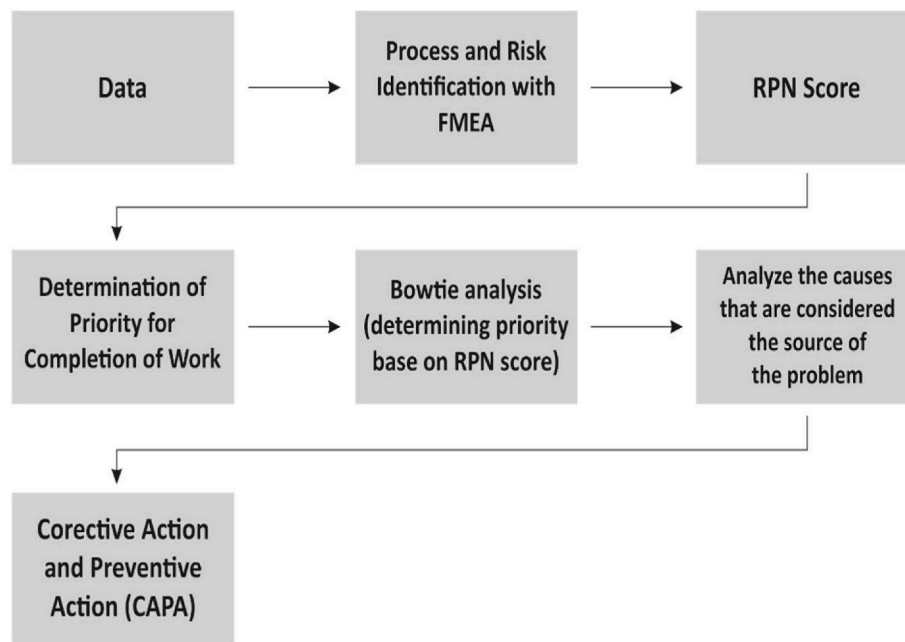 Data
Process and Risk
Identification with
FMEA
RPN Score
Determination of
Priority for
Completion of Work
Bowtie analysis
(determining priority
base on RPN score)
Analyze the causes
that are considered
the source of
the problem
Corective Action
and Preventive
Action (CAPA)